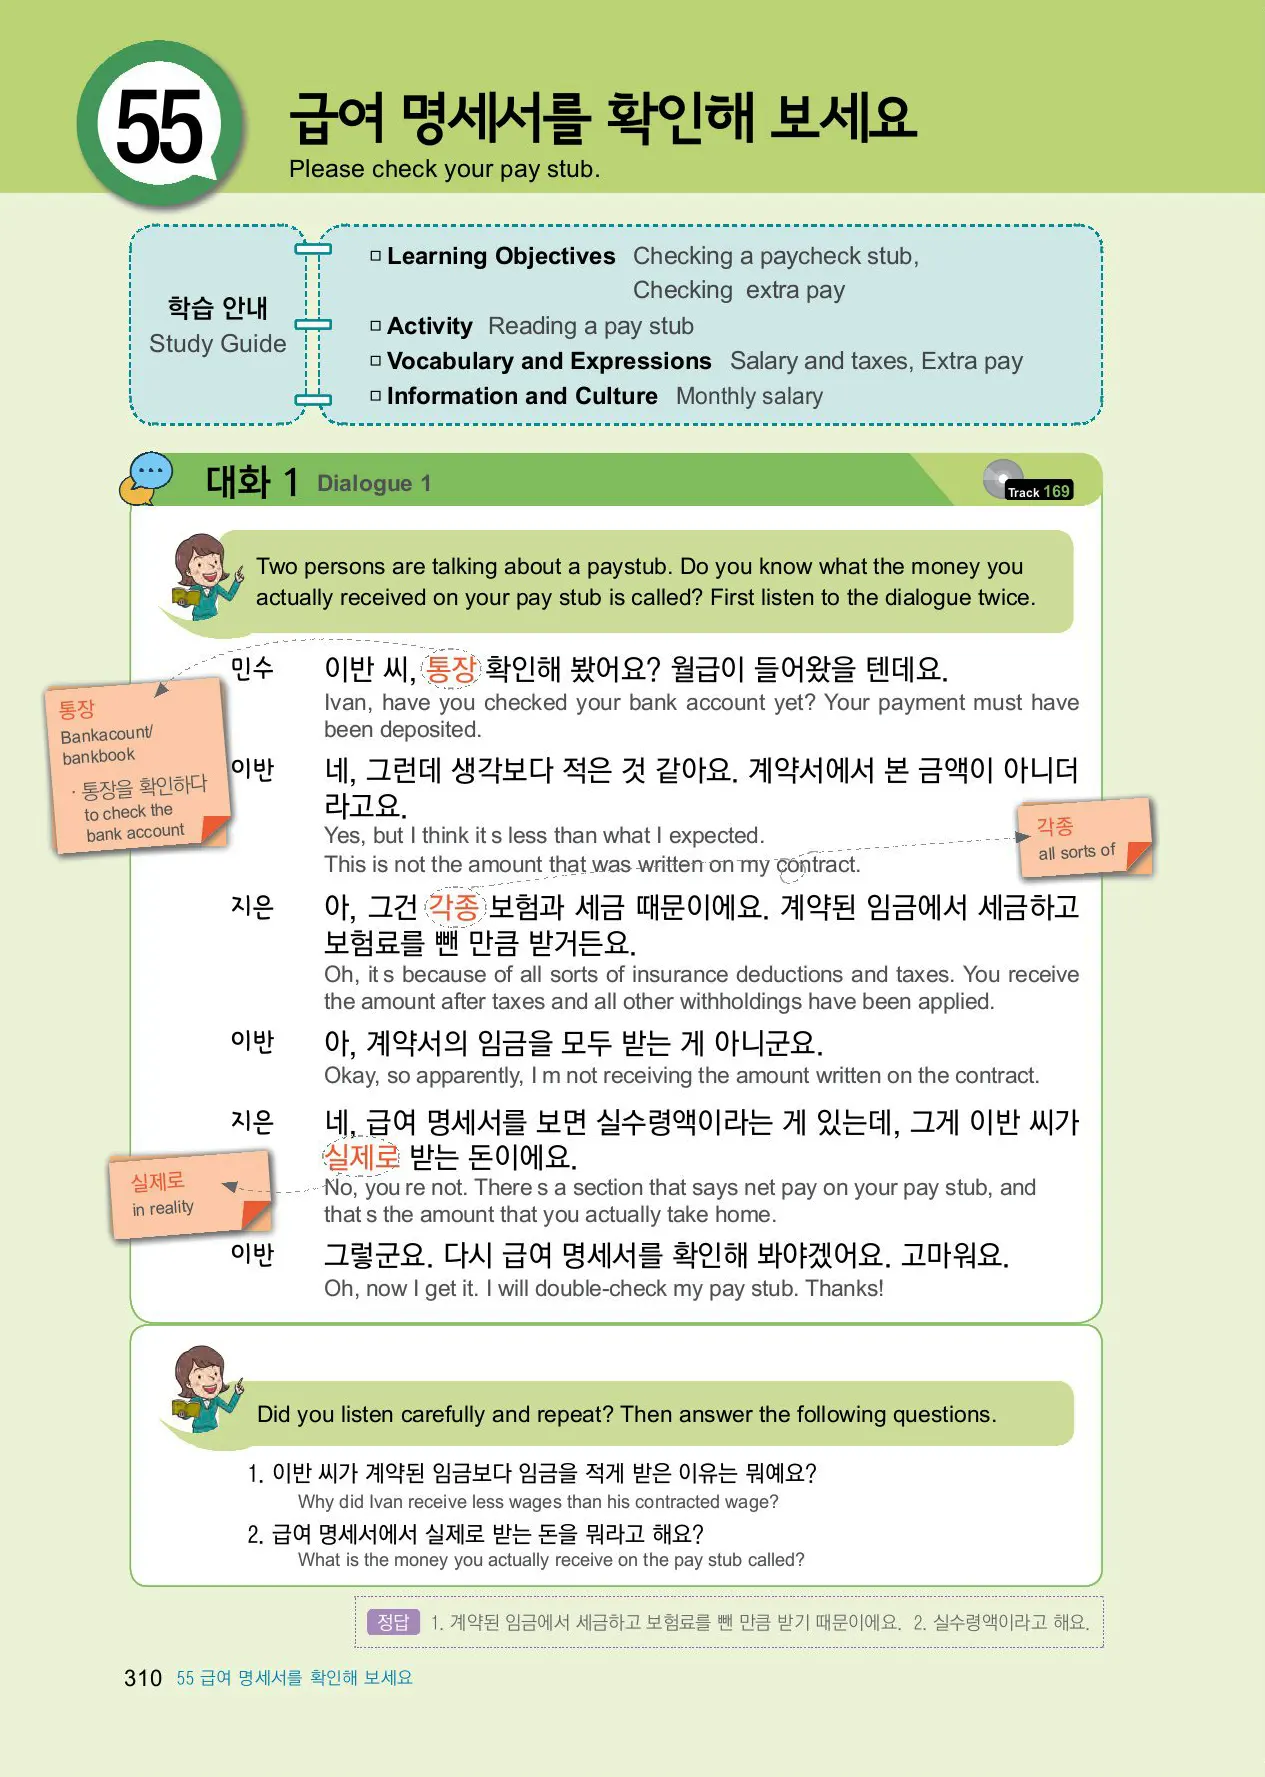 55
급여 명세서를 확인해 보세요
Please check your pay stub.
학습 안내
Study Guide
Learning Objectives Checking a paycheck stub,
Checking extra pay
Activity Reading a pay stub
Vocabulary and Expressions Salary and taxes, Extra pay
Information and Culture Monthly salary
대화 1 Dialogue 1
Track 169
Two persons are talking about a paystub. Do you know what the money you
actually received on your pay stub is called? First listen to the dialogue twice.
민수 이반 씨, 통장 확인해 봤어요? 월급이 들어왔을 텐데요.
Ivan, have you checked your bank account yet? Your payment must have
been deposited.
통장
Bankacount/
bankbook
· 통장을 확인하다
to check the
bank account
이반 네, 그런데 생각보다 적은 것 같아요. 계약서에서 본 금액이 아니더
라고요.
Yes, but I think it s less than what I expected.
This is not the amount that was written on my contract.
각종
all sorts of
지은 아, 그건 각종 보험과 세금 때문이에요. 계약된 임금에서 세금하고
보험료를 뺀 만큼 받거든요.
Oh, it s because of all sorts of insurance deductions and taxes. You receive
the amount after taxes and all other withholdings have been applied.
이반 아, 계약서의 임금을 모두 받는 게 아니군요.
Okay, so apparently, I m not receiving the amount written on the contract.
지은 네, 급여 명세서를 보면 실수령액이라는 게 있는데, 그게 이반 씨가
실제로 받는 돈이에요.
No, you re not. There s a section that says net pay on your pay stub, and
that s the amount that you actually take home.
실제로
in reality
이반 그렇군요. 다시 급여 명세서를 확인해 봐야겠어요. 고마워요.
Oh, now I get it. I will double-check my pay stub. Thanks!
Did you listen carefully and repeat? Then answer the following questions.
1. 이반 씨가 계약된 임금보다 임금을 적게 받은 이유는 뭐예요?
Why did Ivan receive less wages than his contracted wage?
2. 급여 명세서에서 실제로 받는 돈을 뭐라고 해요?
What is the money you actually receive on the pay stub called?
정답 1. 계약된 임금에서 세금하고 보험료를 뺀 만큼 받기 때문이에요. 2. 실수령액이라고 해요.
310 55 급여 명세서를 확인해 보세요